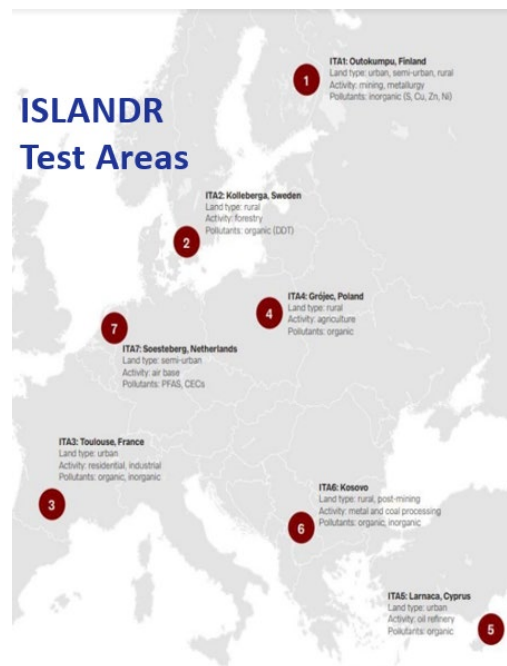 ISLANDR
Test Areas
1
ITA1: Outokumpu, Finland
Land type: urban, semi-urban, rural
Activity: mining, metallurgy
Pollutants: inorganic (S, Cu, Zn, Ni)
ITA2: Kolleberga, Sweden
Land type: rural
Activity: forestry
Pollutants: organic (DDT)
2
ITA4: Grójec, Poland
Land type: rural
Activity: agriculture
Pollutants: organic
4
7
ITA7: Soesteberg, Netherlands
Land type: semi-urban
Activity: air base
Pollutants: PFAS, CECs
ITA3: Toulouse, France
Land type: urban
Activity: residential, industrial
Pollutants: organic, inorganic
3
ITA6: Kosovo
Land type: rural, post-mining
Activity: metal and coal processing
Pollutants: organic, inorganic
6
ITA5: Larnaca, Cyprus
Land type: urban
Activity: oil refinery
Pollutants: organic
5